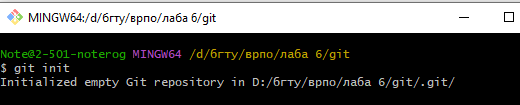 MINGW64:/d/бгту/врпо/лаба 6/git
Note@2-501-noterog MINGW64 /d/бгту/врпо/лаба 6/git
$ git init
Initialized empty Git repository in D:/бгту/врпо/лаба 6/git/.git/